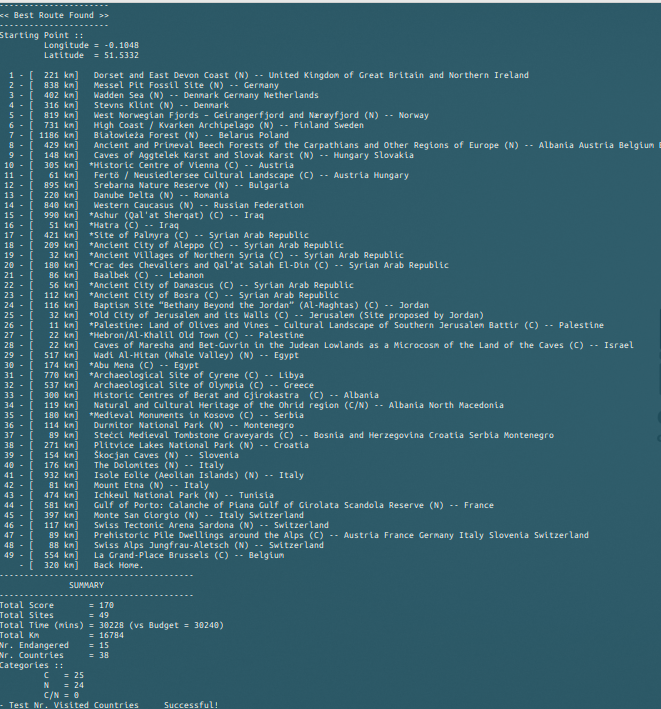 ---------------------
<< Best Route Found >>
---------------------
Starting Point ::
Longitude = -0.1048
Latitude = 51.5332
1 - [ 221 km] Dorset and East Devon Coast (N) -- United Kingdom of Great Britain and Northern Ireland
2 - [ 838 km] Messel Pit Fossil Site (N) -- Germany
3 - [ 402 km] Wadden Sea (N) -- Denmark Germany Netherlands
4 - [ 316 km] Stevns Klint (N) -- Denmark
5 - [ 819 km] West Norwegian Fjords – Geirangerfjord and Nærøyfjord (N) -- Norway
6 - [ 731 km] High Coast / Kvarken Archipelago (N) -- Finland Sweden
7 - [ 1186 km] Białowieża Forest (N) -- Belarus Poland
8 - [ 429 km] Ancient and Primeval Beech Forests of the Carpathians and Other Regions of Europe (N) -- Albania Austria Belgium
9 - [ 148 km] Caves of Aggtelek Karst and Slovak Karst (N) -- Hungary Slovakia
10 - [ 305 km] *Historic Centre of Vienna (C) -- Austria
11 - [ 61 km] Fertö / Neusiedlersee Cultural Landscape (C) -- Austria Hungary
12 - [ 895 km] Srebarna Nature Reserve (N) -- Bulgaria
13 - [ 220 km] Danube Delta (N) -- Romania
14 - [ 840 km] Western Caucasus (N) -- Russian Federation
15 - [ 990 km] *Ashur (Qal'at Sherqat) (C) -- Iraq
16 - [ 51 km] *Hatra (C) -- Iraq
17 - [ 421 km] *Site of Palmyra (C) -- Syrian Arab Republic
18 - [ 209 km] *Ancient City of Aleppo (C) -- Syrian Arab Republic
19 - [ 32 km] *Ancient Villages of Northern Syria (C) -- Syrian Arab Republic
20 - [ 180 km] *Crac des Chevaliers and Qal’at Salah El-Din (C) -- Syrian Arab Republic
21 - [ 86 km] Baalbek (C) -- Lebanon
22 - [ 56 km] *Ancient City of Damascus (C) -- Syrian Arab Republic
23 - [ 112 km] *Ancient City of Bosra (C) -- Syrian Arab Republic
24 - [ 116 km] Baptism Site “Bethany Beyond the Jordan” (Al-Maghtas) (C) -- Jordan
25 - [ 32 km] *Old City of Jerusalem and its Walls (C) -- Jerusalem (Site proposed by Jordan)
26 - [ 11 km] *Palestine: Land of Olives and Vines – Cultural Landscape of Southern Jerusalem Battir (C) -- Palestine
27 - [ 22 km] *Hebron/Al-Khalil Old Town (C) -- Palestine
28 - [ 22 km] Caves of Maresha and Bet-Guvrin in the Judean Lowlands as a Microcosm of the Land of the Caves (C) -- Israel
29 - [ 517 km] Wadi Al-Hitan (Whale Valley) (N) -- Egypt
30 - [ 174 km] *Abu Mena (C) -- Egypt
31 - [ 770 km] *Archaeological Site of Cyrene (C) -- Libya
32 - [ 537 km] Archaeological Site of Olympia (C) -- Greece
33 - [ 300 km] Historic Centres of Berat and Gjirokastra (C) -- Albania
34 - [ 119 km] Natural and Cultural Heritage of the Ohrid region (C/N) -- Albania North Macedonia
35 - [ 180 km] *Medieval Monuments in Kosovo (C) -- Serbia
36 - [ 114 km] Durmitor National Park (N) -- Montenegro
37 - [ 89 km] Stećci Medieval Tombstone Graveyards (C) -- Bosnia and Herzegovina Croatia Serbia Montenegro
38 - [ 271 km] Plitvice Lakes National Park (N) -- Croatia
39 - [ 154 km] Škocjan Caves (N) -- Slovenia
40 - [ 176 km] The Dolomites (N) -- Italy
41 - [ 932 km] Isole Eolie (Aeolian Islands) (N) -- Italy
42 - [ 81 km] Mount Etna (N) -- Italy
43 - [ 474 km] Ichkeul National Park (N) -- Tunisia
44 - [ 581 km] Gulf of Porto: Calanche of Piana Gulf of Girolata Scandola Reserve (N) -- France
45 - [ 397 km] Monte San Giorgio (N) -- Italy Switzerland
46 - [ 117 km] Swiss Tectonic Arena Sardona (N) -- Switzerland
47 - [ 89 km] Prehistoric Pile Dwellings around the Alps (C) -- Austria France Germany Italy Slovenia Switzerland
48 - [ 88 km] Swiss Alps Jungfrau-Aletsch (N) -- Switzerland
49 - [ 554 km] La Grand-Place Brussels (C) -- Belgium
- [ 320 km] Back Home.
---------------------------------------
SUMMARY
---------------------------------------
Total Score = 170
Total Sites = 49
Total Time (mins) = 30228 (vs Budget = 30240)
Total Km = 16784
Nr. Endangered = 15
Nr. Countries = 38
Categories ::
C = 25
N = 24
C/N = 0
- Test Nr. Visited Countries Successful!